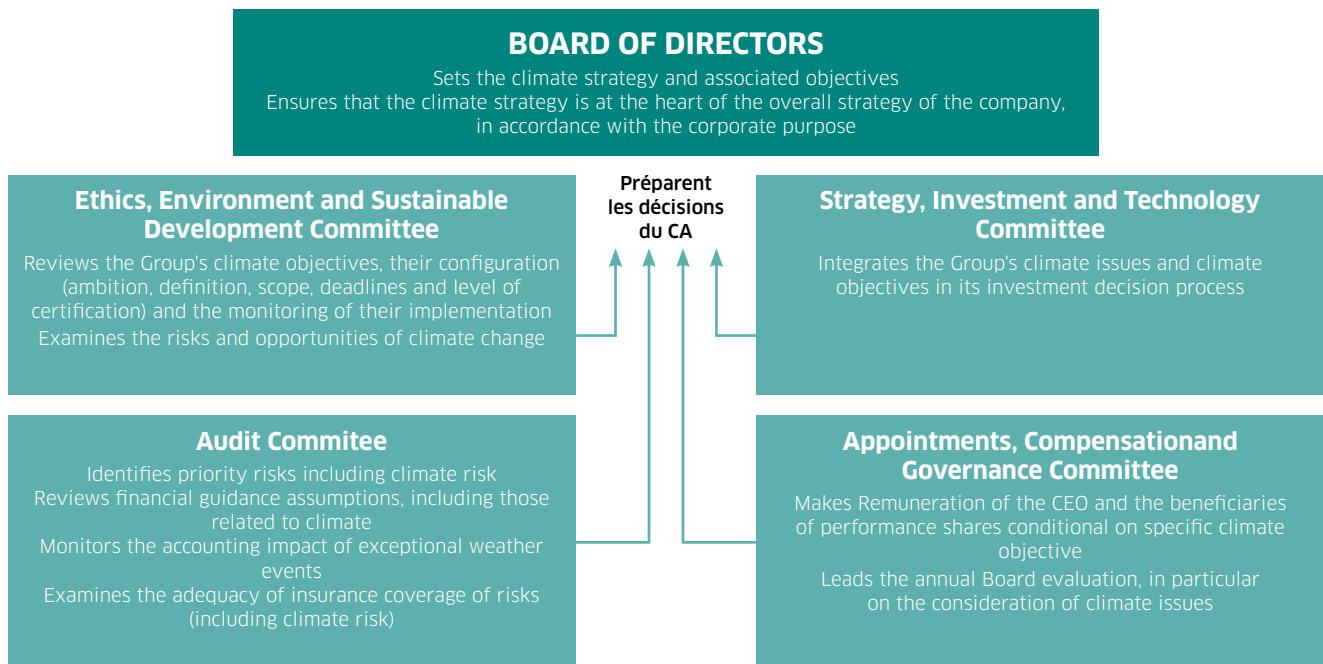 BOARD OF DIRECTORS
Sets the climate strategy and associated objectives
Ensures that the climate strategy is at the heart of the overall strategy of the company,
in accordance with the corporate purpose
Ethics, Environment and Sustainable
Development Committee
Reviews the Group's climate objectives, their configuration
(ambition, definition, scope, deadlines and level of
certification) and the monitoring of their implementation
Examines the risks and opportunities of climate change
Préparent
les décisions
du CA
Strategy, Investment and Technology
Committee
Integrates the Group's climate issues and climate
objectives in its investment decision process
Audit Commitee
Identifies priority risks including climate risk
Reviews financial guidance assumptions, including those
related to climate
Monitors the accounting impact of exceptional weather
events
Examines the adequacy of insurance coverage of risks
(including climate risk)
Appointments, Compensationand
Governance Committee
Makes Remuneration of the CEO and the beneficiaries
of performance shares conditional on specific climate
objective
Leads the annual Board evaluation, in particular
on the consideration of climate issues